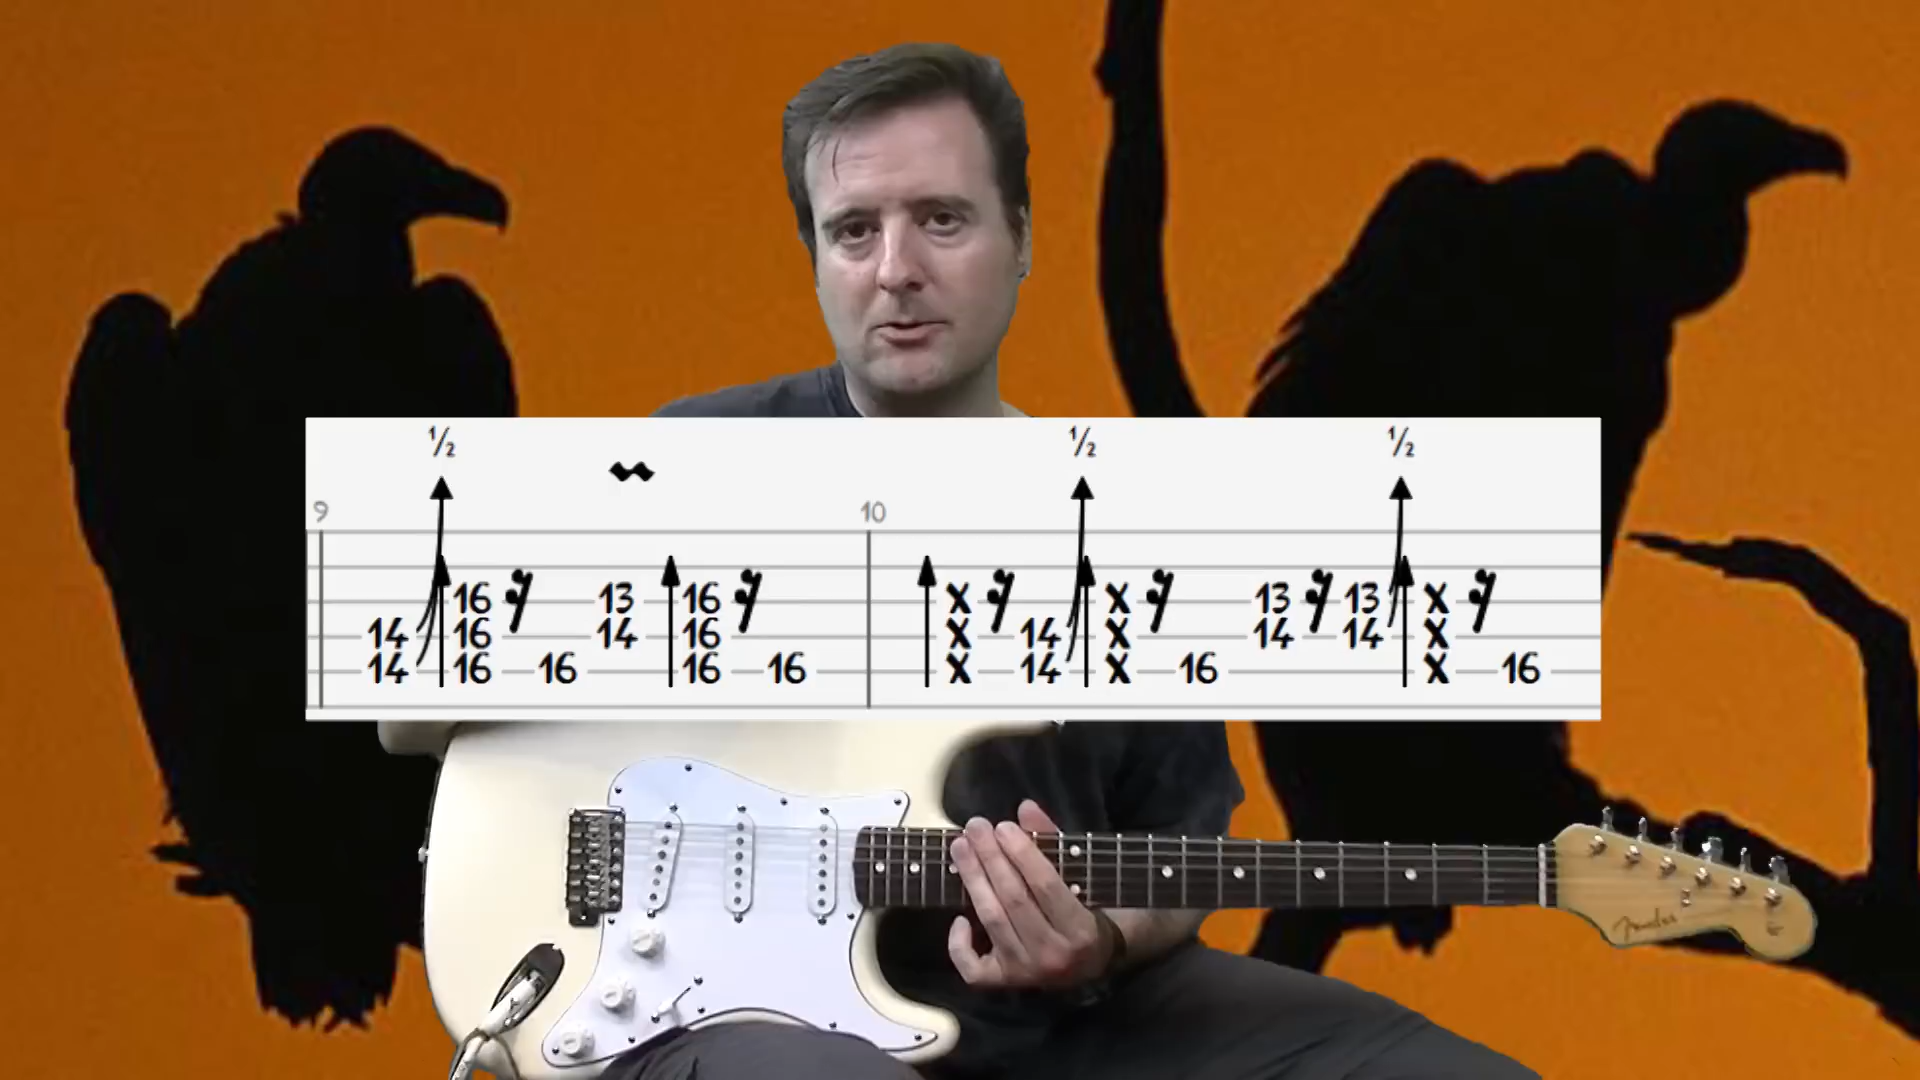 ½ ½ ½
9 10
16 13 16 X X 13 13 X
14 16 14 16 X 14 X 14 14 X
14 16 16 16 16 X 14 X 16 X 16
Fender